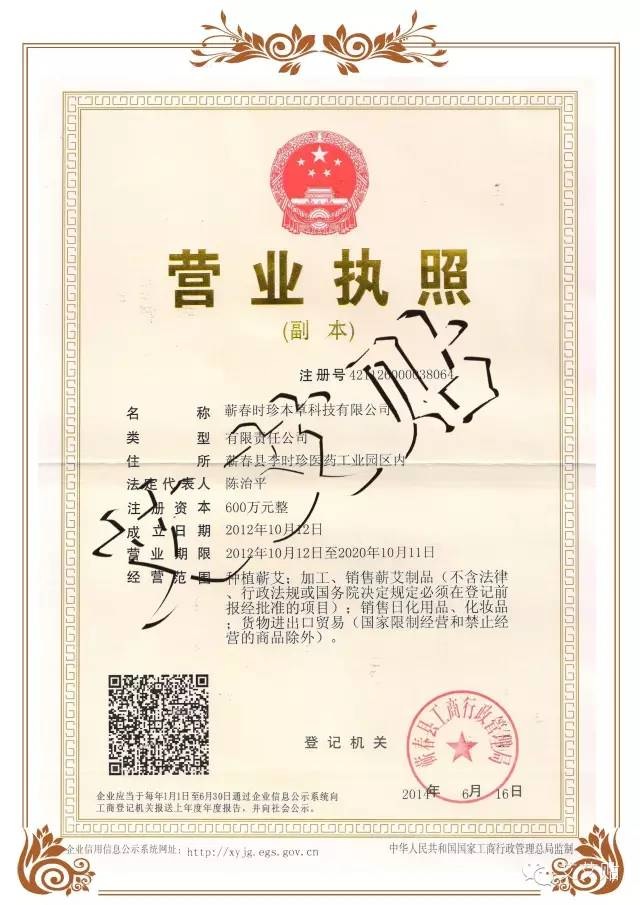 营业执照
(副 本)
注册号 421126000038064
名 称 蕲春时珍本草科技有限公司
类 型 有限责任公司
住 所 蕲春县李时珍医药工业园区内
法定代表人 陈治平
注册资本 600万元整
成立日期 2012年10月12日
营业期限 2012年10月12日至2020年10月11日
经营范围 种植蕲艾；加工、销售蕲艾制品（不含法律
、行政法规或国务院决定规定必须在登记前
报经批准的项目）；销售日化用品、化妆品
；货物进出口贸易（国家限制经营和禁止经
营的商品除外）。
登记机关
蕲春县工商行政管理局
2014年 6月 16日
企业应当于每年1月1日至6月30日通过企业信息公示系统向
工商登记机关报送上年度年度报告，并向社会公示。
企业信用信息公示系统网址：http://xyjg.egs.gov.cn
中华人民共和国国家工商行政管理总局监制